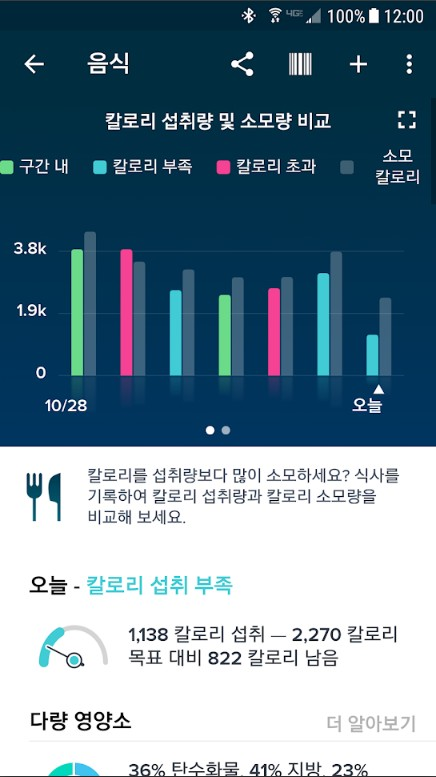 4G LTE 100% 12:00
음식
칼로리 섭취량 및 소모량 비교
구간 내 칼로리 부족 칼로리 초과 소모
칼로리
3.8k
1.9k
0
10/28 오늘
칼로리를 섭취량보다 많이 소모하세요? 식사를
기록하여 칼로리 섭취량과 칼로리 소모량을
비교해 보세요.
오늘 - 칼로리 섭취 부족
1,138 칼로리 섭취 — 2,270 칼로리
목표 대비 822 칼로리 남음
다량 영양소 더 알아보기
36% 탄수화물, 41% 지방, 23%